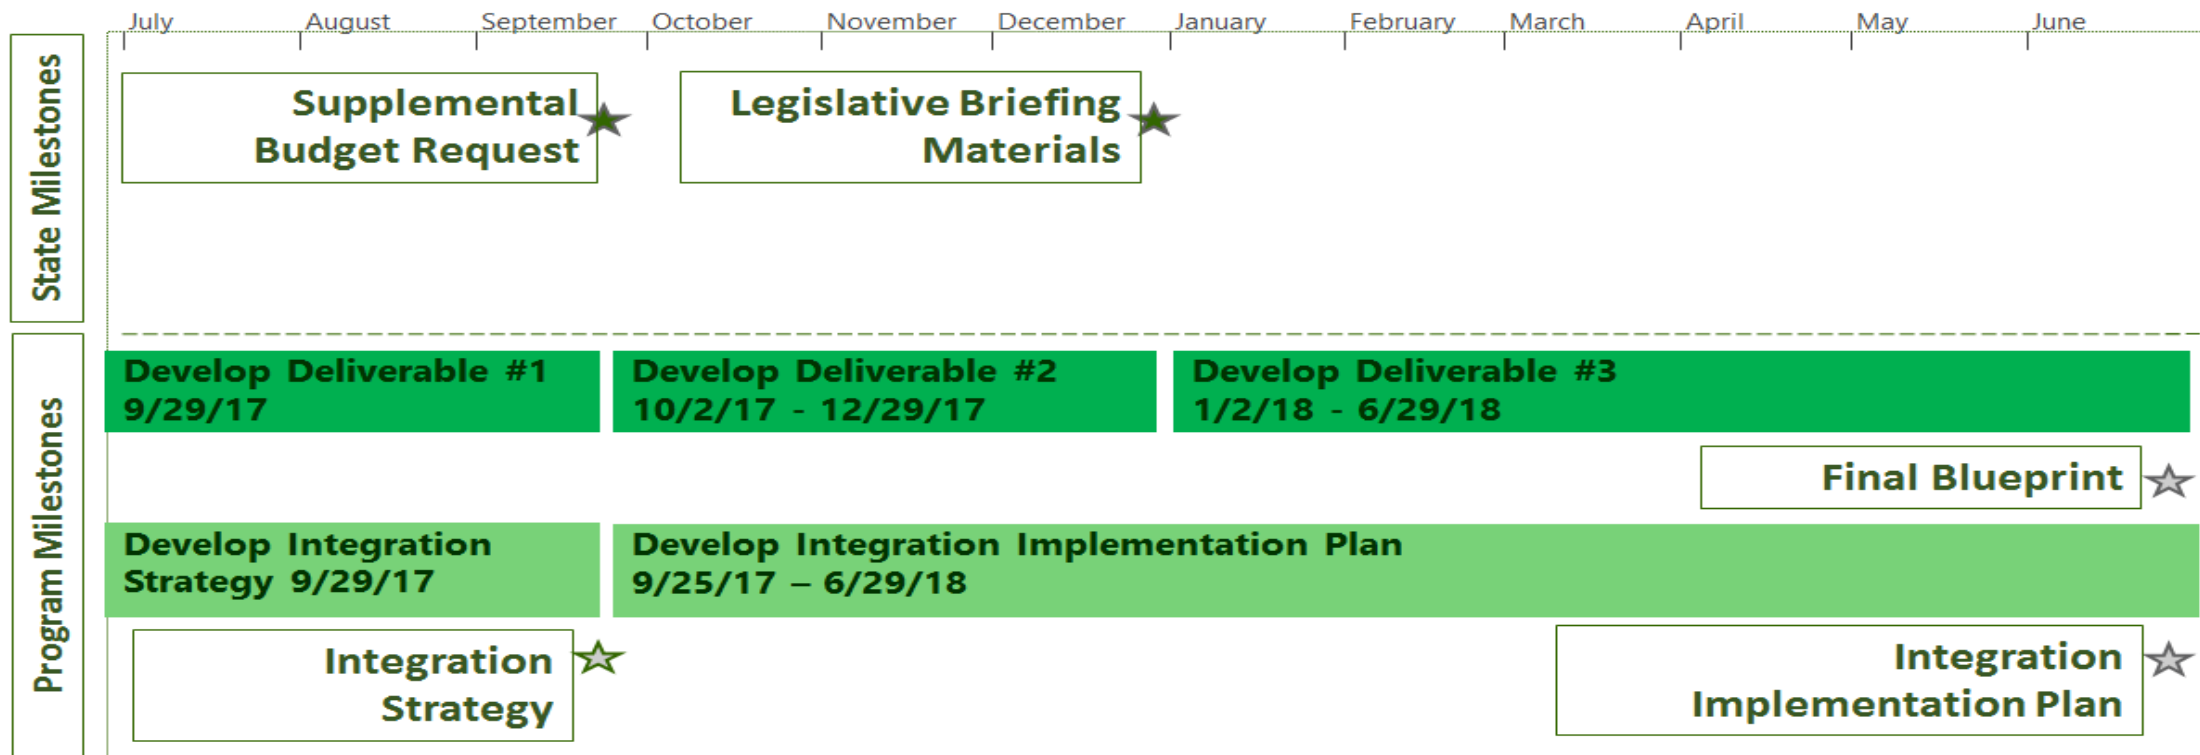 July August September October November December January February March April May June
State Milestones
Supplemental
Budget Request
Legislative Briefing
Materials
Program Milestones
Develop Deliverable #1
9/29/17
Develop Deliverable #2
10/2/17 - 12/29/17
Develop Deliverable #3
1/2/18 - 6/29/18
Final Blueprint
Develop Integration
Strategy 9/29/17
Develop Integration Implementation Plan
9/25/17 – 6/29/18
Integration
Strategy
Integration
Implementation Plan